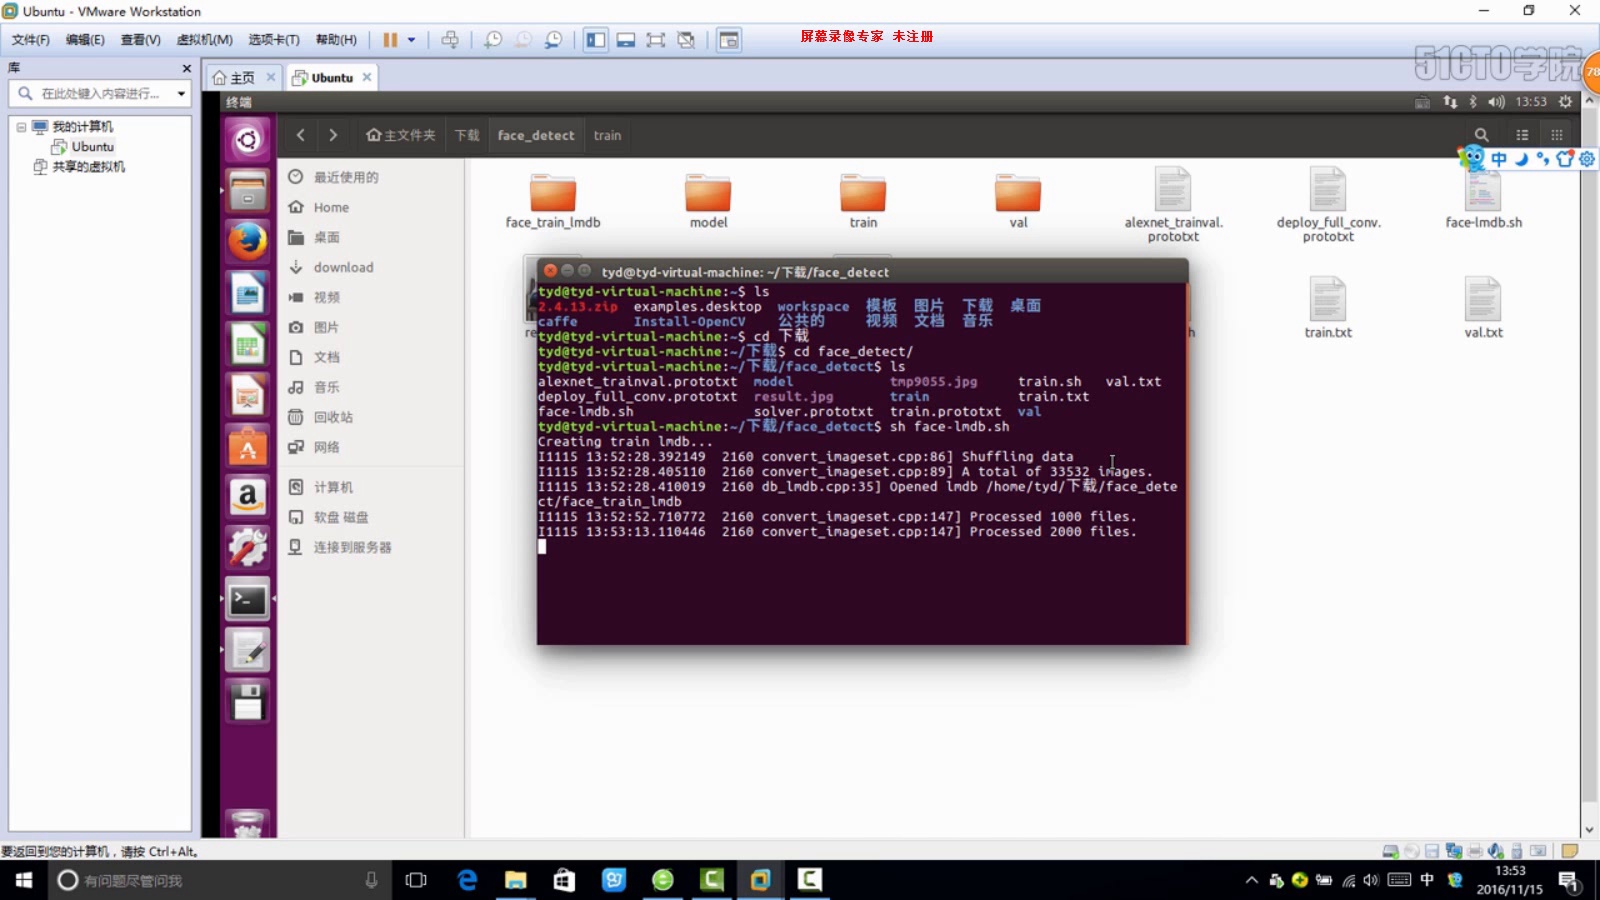 Ubuntu - VMware Workstation
文件(F) 编辑(E) 查看(V) 虚拟机(M) 选项卡(T) 帮助(H)
屏幕录像专家 未注册
51CTO学院
78
库
在此处键入内容进行...
我的计算机
Ubuntu
共享的虚拟机
主页
Ubuntu
终端
13:53
主文件夹 下载 face_detect train
中
最近使用的
Home
桌面
download
视频
图片
文档
音乐
回收站
网络
计算机
软盘 磁盘
连接到服务器
face_train_lmdb
model
train
val
alexnet_trainval.
prototxt
deploy_full_conv.
prototxt
face-lmdb.sh
train.txt
val.txt
tyd@tyd-virtual-machine: ~/下载/face_detect
tyd@tyd-virtual-machine:~$ ls
2.4.13.zip examples.desktop workspace 模板 图片 下载 桌面
caffe Install-OpenCV 公共的 视频 文档 音乐
tyd@tyd-virtual-machine:~$ cd 下载
tyd@tyd-virtual-machine:~/下载$ cd face_detect/
tyd@tyd-virtual-machine:~/下载/face_detect$ ls
alexnet_trainval.prototxt model tmp9055.jpg train.sh val.txt
deploy_full_conv.prototxt result.jpg train train.txt
face-lmdb.sh solver.prototxt train.prototxt val
tyd@tyd-virtual-machine:~/下载/face_detect$ sh face-lmdb.sh
Creating train lmdb...
I1115 13:52:28.392149 2160 convert_imageset.cpp:86] Shuffling data
I1115 13:52:28.405110 2160 convert_imageset.cpp:89] A total of 33532 images.
I1115 13:52:28.410019 2160 db_lmdb.cpp:35] Opened lmdb /home/tyd/下载/face_dete
ct/face_train_lmdb
I1115 13:52:52.710772 2160 convert_imageset.cpp:147] Processed 1000 files.
I1115 13:53:13.110446 2160 convert_imageset.cpp:147] Processed 2000 files.
要返回到您的计算机，请按 Ctrl+Alt。
有问题尽管问我
中
13:53
2016/11/15
1